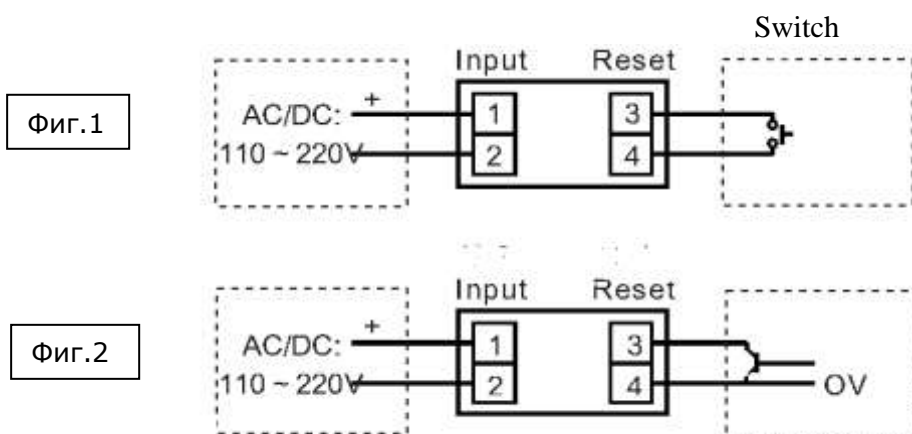 Switch
Input Reset
Фиг.1
AC/DC: +
110 ~ 220V
1 3
2 4
Input Reset
Фиг.2
AC/DC: +
110 ~ 220V
1 3
2 4
OV